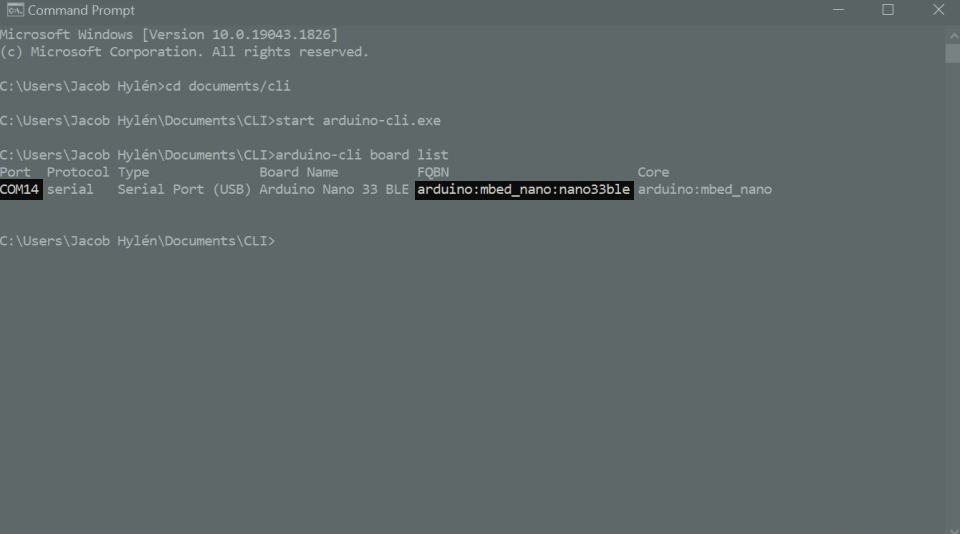 Command Prompt
Microsoft Windows [Version 10.0.19043.1826]
(c) Microsoft Corporation. All rights reserved.
C:\Users\Jacob Hylén>cd documents/cli
C:\Users\Jacob Hylén\Documents\CLI>start arduino-cli.exe
C:\Users\Jacob Hylén\Documents\CLI>arduino-cli board list
Port  Protocol Type              Board Name          FQBN                        Core
COM14 serial   Serial Port (USB) Arduino Nano 33 BLE arduino:mbed_nano:nano33ble arduino:mbed_nano
C:\Users\Jacob Hylén\Documents\CLI>